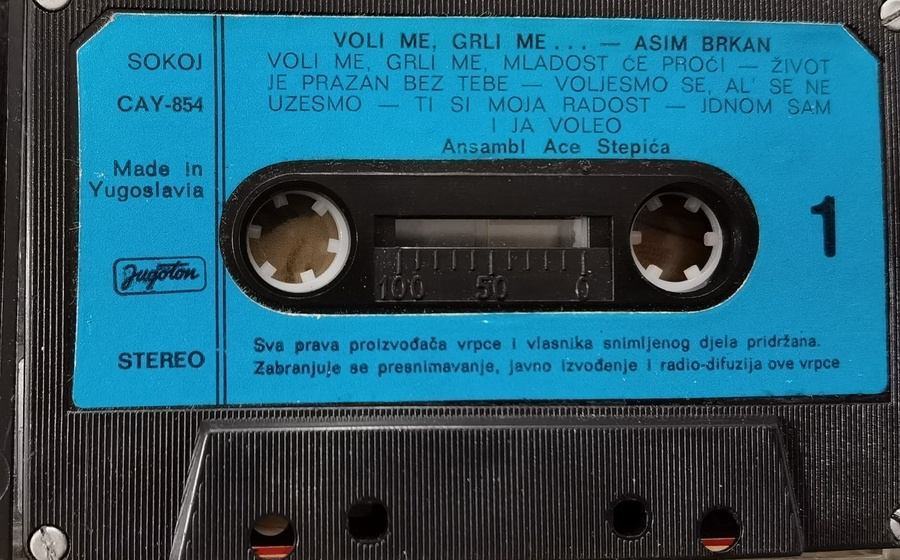 VOLI ME, GRLI ME... — ASIM BRKAN
VOLI ME, GRLI ME, MLADOST ĆE PROĆI — ŽIVOT
JE PRAZAN BEZ TEBE — VOLJESMO SE, AL' SE NE
UZESMO — TI SI MOJA RADOST — JDNOM SAM
I JA VOLEO
Ansambl Ace Stepića
SOKOJ
CAY-854
Made in
Yugoslavia
Jugoton
STEREO
1
100 50 0
Sva prava proizvođača vrpce i vlasnika snimljenog djela pridržana.
Zabranjuje se presnimavanje, javno izvođenje i radio-difuzija ove vrpce